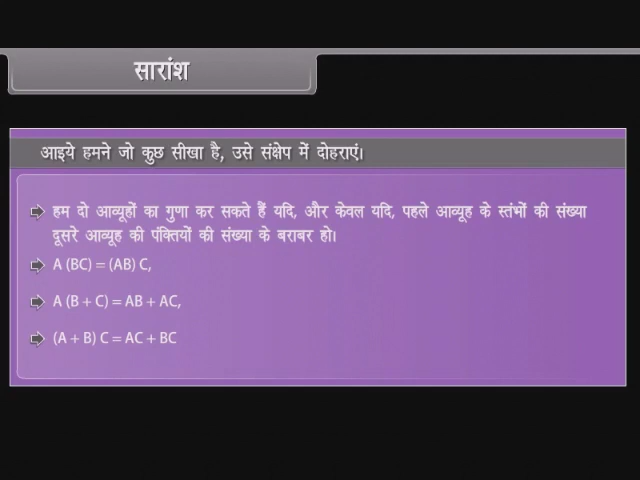 सारांश
आइये हमने जो कुछ सीखा है, उसे संक्षेप में दोहराएं।
हम दो आव्यूहों का गुणा कर सकते हैं यदि, और केवल यदि, पहले आव्यूह के स्तंभों की संख्या
दूसरे आव्यूह की पंक्तियों की संख्या के बराबर हो।
A (BC) = (AB) C,
A (B + C) = AB + AC,
(A + B) C = AC + BC